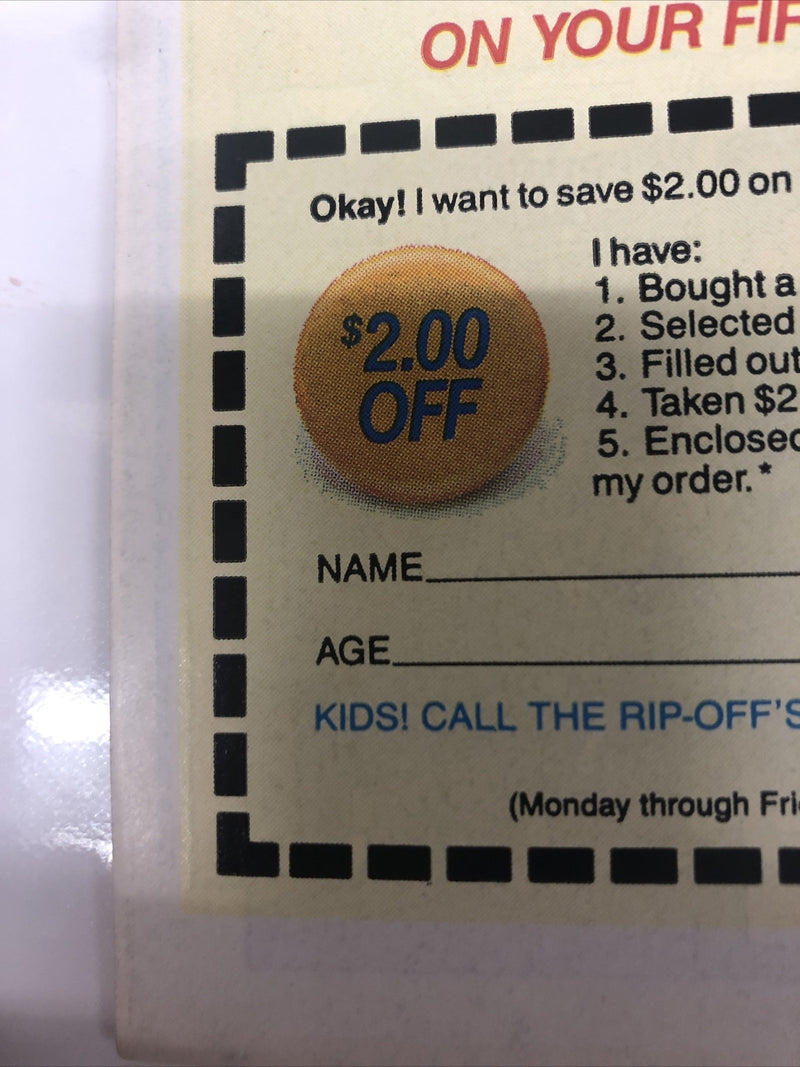 ON YOUR FIR
Okay! I want to save $2.00 on
$2.00
OFF
I have:
1. Bought a
2. Selected
3. Filled out
4. Taken $2
5. Enclosed
my order.*
NAME
AGE
KIDS! CALL THE RIP-OFF'S
(Monday through Fri